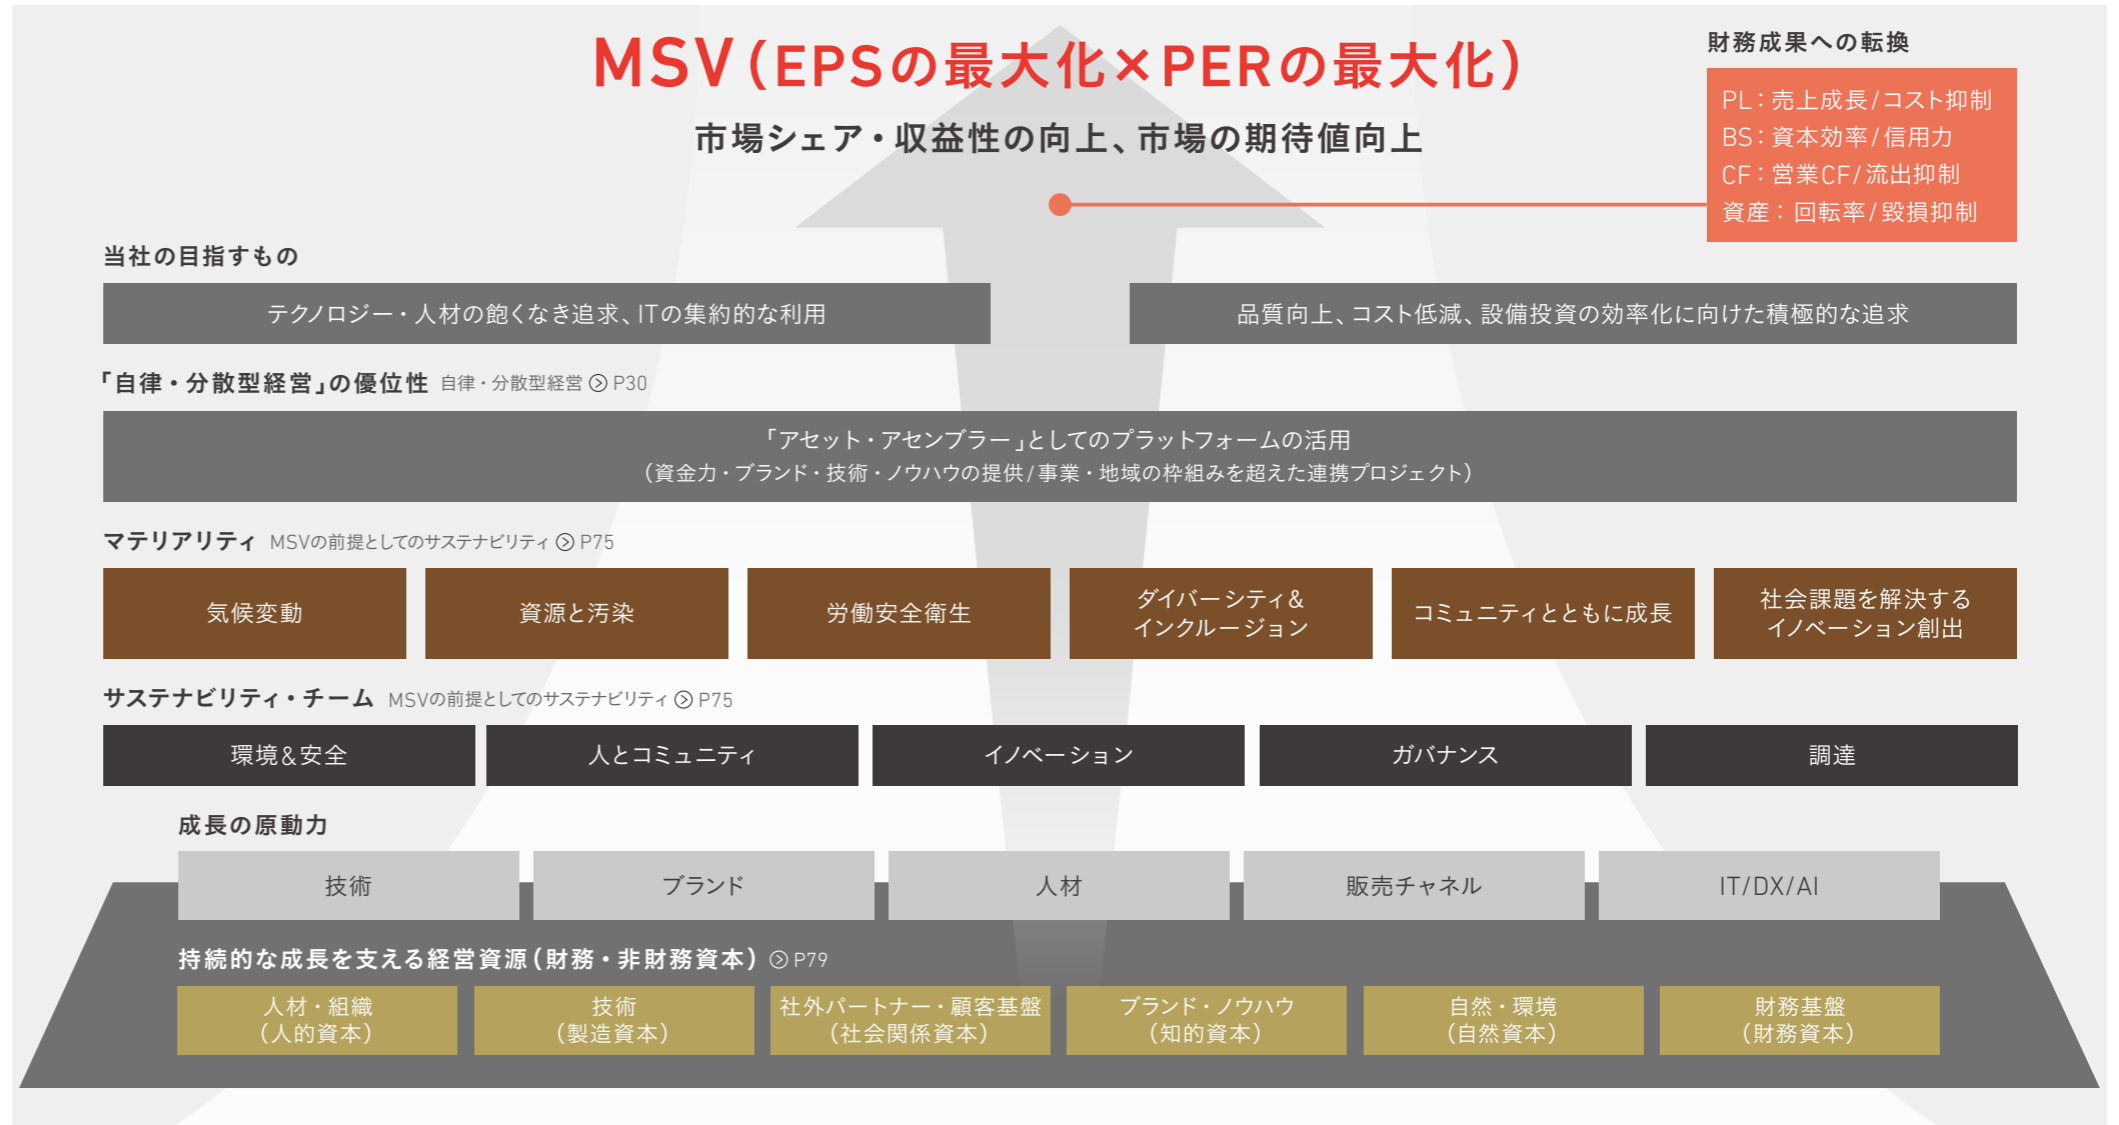 MSV（EPSの最大化×PERの最大化）
市場シェア・収益性の向上、市場の期待値向上
財務成果への転換
PL：売上成長/コスト抑制
BS：資本効率/信用力
CF：営業CF/流出抑制
資産：回転率/毀損抑制
当社の目指すもの
テクノロジー・人材の飽くなき追求、ITの集約的な利用
品質向上、コスト低減、設備投資の効率化に向けた積極的な追求
「自律・分散型経営」の優位性 自律・分散型経営 P30
「アセット・アセンブラー」としてのプラットフォームの活用
（資金力・ブランド・技術・ノウハウの提供/事業・地域の枠組みを超えた連携プロジェクト）
マテリアリティ MSVの前提としてのサステナビリティ P75
気候変動
資源と汚染
労働安全衛生
ダイバーシティ&
インクルージョン
コミュニティとともに成長
社会課題を解決する
イノベーション創出
サステナビリティ・チーム MSVの前提としてのサステナビリティ P75
環境&安全
人とコミュニティ
イノベーション
ガバナンス
調達
成長の原動力
技術
ブランド
人材
販売チャネル
IT/DX/AI
持続的な成長を支える経営資源（財務・非財務資本） P79
人材・組織
（人的資本）
技術
（製造資本）
社外パートナー・顧客基盤
（社会関係資本）
ブランド・ノウハウ
（知的資本）
自然・環境
（自然資本）
財務基盤
（財務資本）